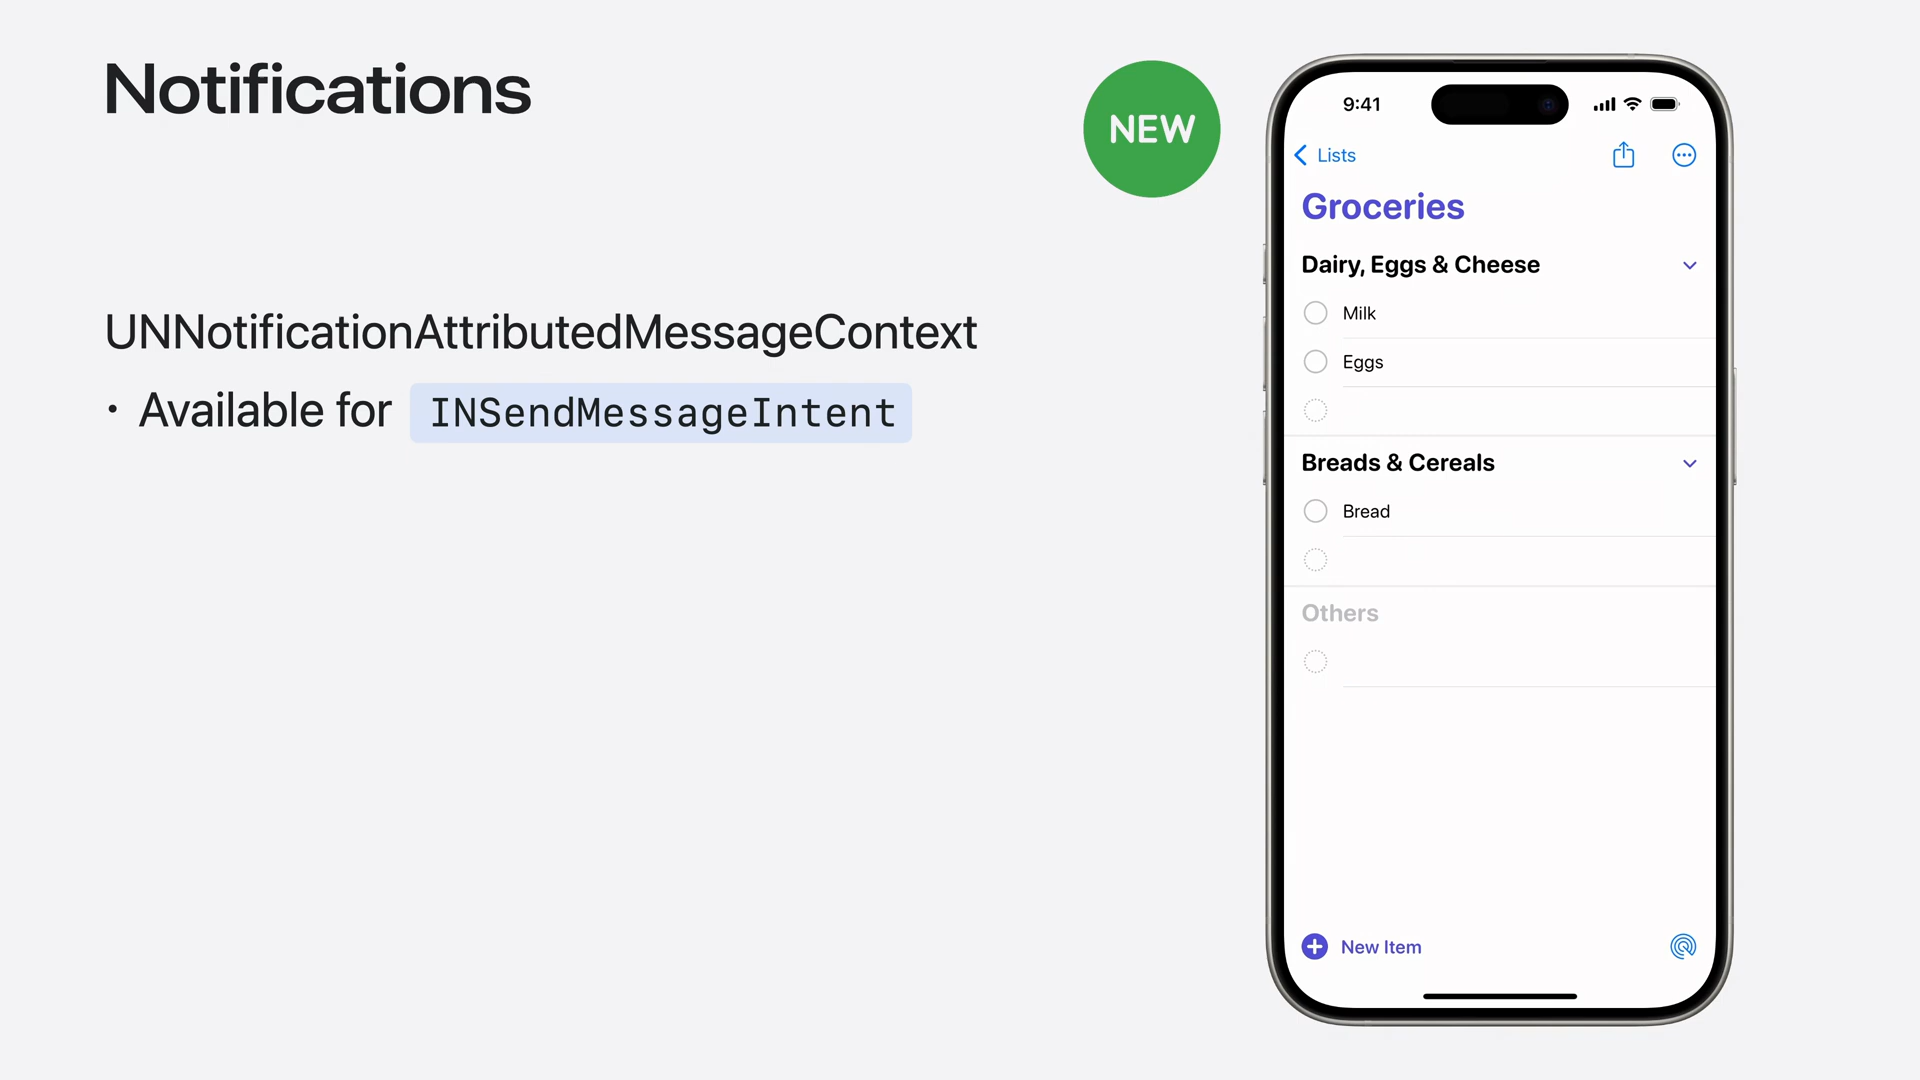 Notifications
NEW
UNNotificationAttributedMessageContext
• Available for INSendMessageIntent
9:41
Lists
Groceries
Dairy, Eggs & Cheese
Milk
Eggs
Breads & Cereals
Bread
Others
New Item